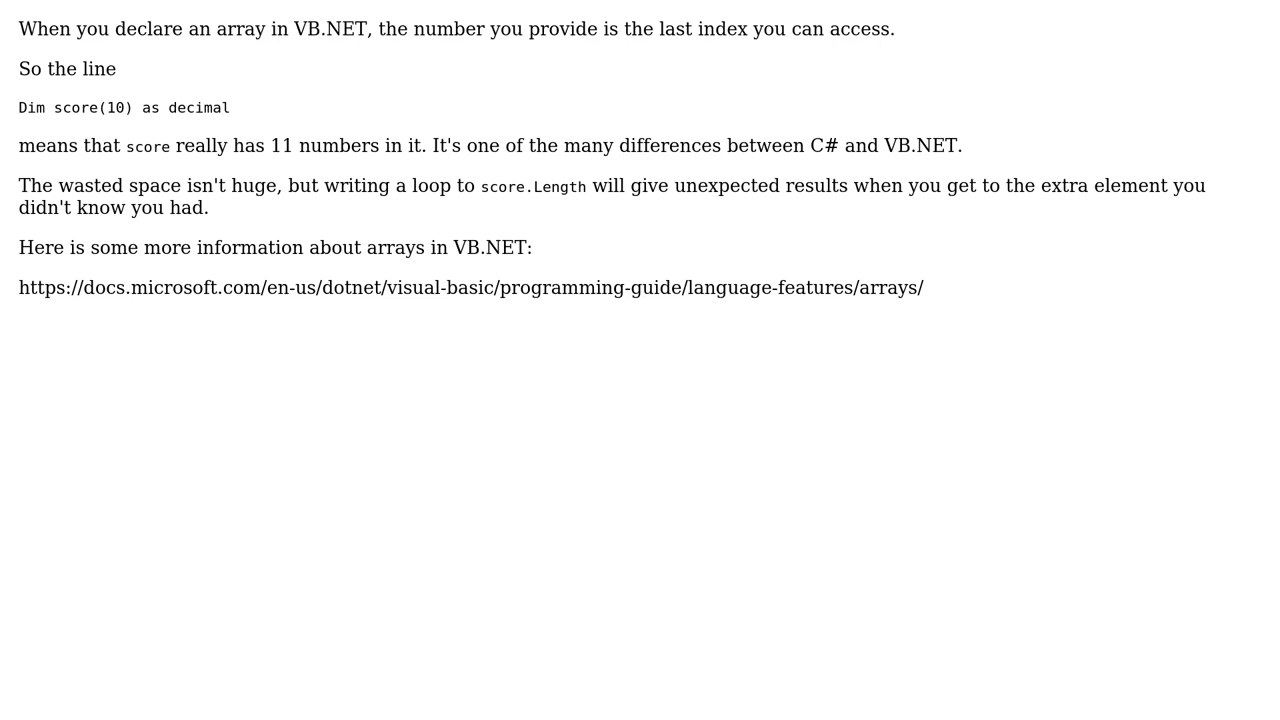 When you declare an array in VB.NET, the number you provide is the last index you can access.
So the line
Dim score(10) as decimal
means that score really has 11 numbers in it. It's one of the many differences between C# and VB.NET.
The wasted space isn't huge, but writing a loop to score.Length will give unexpected results when you get to the extra element you
didn't know you had.
Here is some more information about arrays in VB.NET:
https://docs.microsoft.com/en-us/dotnet/visual-basic/programming-guide/language-features/arrays/